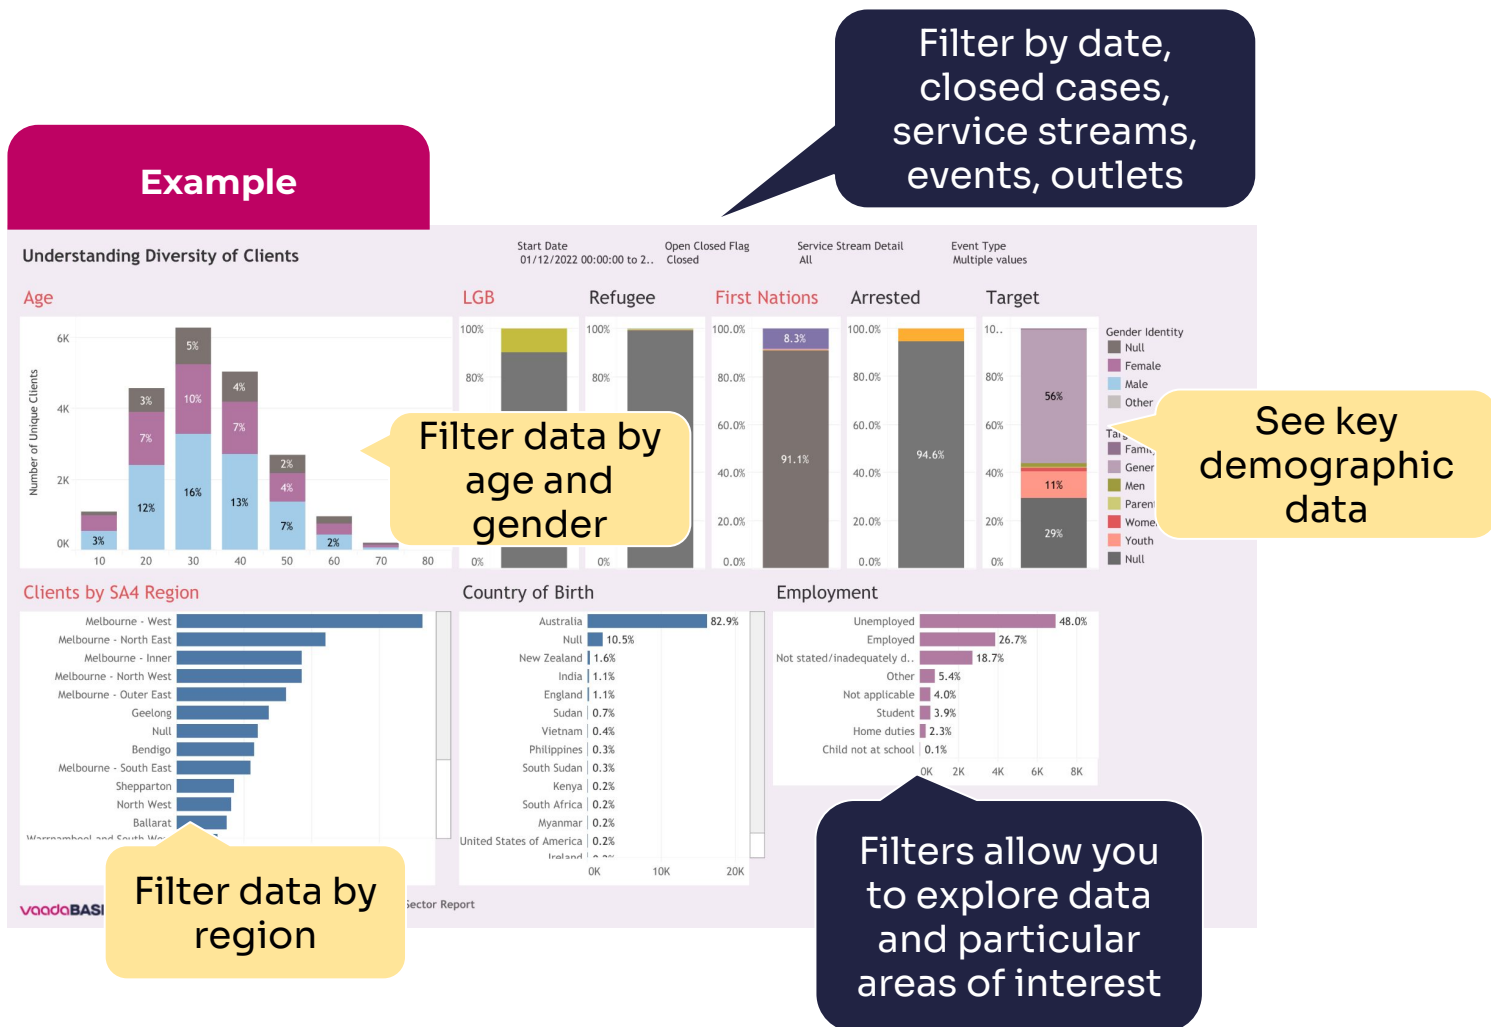 Filter by date,
closed cases,
service streams,
events, outlets
Example
Understanding Diversity of Clients
Start Date
01/12/2022 00:00:00 to 2..
Open Closed Flag
Closed
Service Stream Detail
All
Event Type
Multiple values
Age
Number of Unique Clients
6K
4K
2K
0K
3%
12%
7%
3%
16%
10%
5%
13%
7%
4%
7%
4%
2%
2%
10 20 30 40 50 60 70 80
Filter data by
age and
gender
LGB
100%
80%
0%
Refugee
100%
80%
0%
First Nations
100.0%
80.0%
60.0%
40.0%
20.0%
0.0%
8.3%
91.1%
Arrested
100.0%
80.0%
60.0%
40.0%
20.0%
0.0%
94.6%
Target
10..
80%
60%
40%
20%
0%
56%
11%
29%
Gender Identity
Null
Female
Male
Other
Men
Youth
Null
See key
demographic
data
Clients by SA4 Region
Melbourne - West
Melbourne - North East
Melbourne - Inner
Melbourne - North West
Melbourne - Outer East
Geelong
Null
Bendigo
Melbourne - South East
Shepparton
North West
Ballarat
Warrnambool and South
Filter data by
region
Country of Birth
Australia 82.9%
Null 10.5%
New Zealand 1.6%
India 1.1%
England 1.1%
Sudan 0.7%
Vietnam 0.4%
Philippines 0.3%
South Sudan 0.3%
Kenya 0.2%
South Africa 0.2%
Myanmar 0.2%
United States of America 0.2%
Ireland
0K 10K 20K
Employment
Unemployed 48.0%
Employed 26.7%
Not stated/inadequately d.. 18.7%
Other 5.4%
Not applicable 4.0%
Student 3.9%
Home duties 2.3%
Child not at school 0.1%
0K 2K 4K 6K 8K
Filters allow you
to explore data
and particular
areas of interest
Sector Report